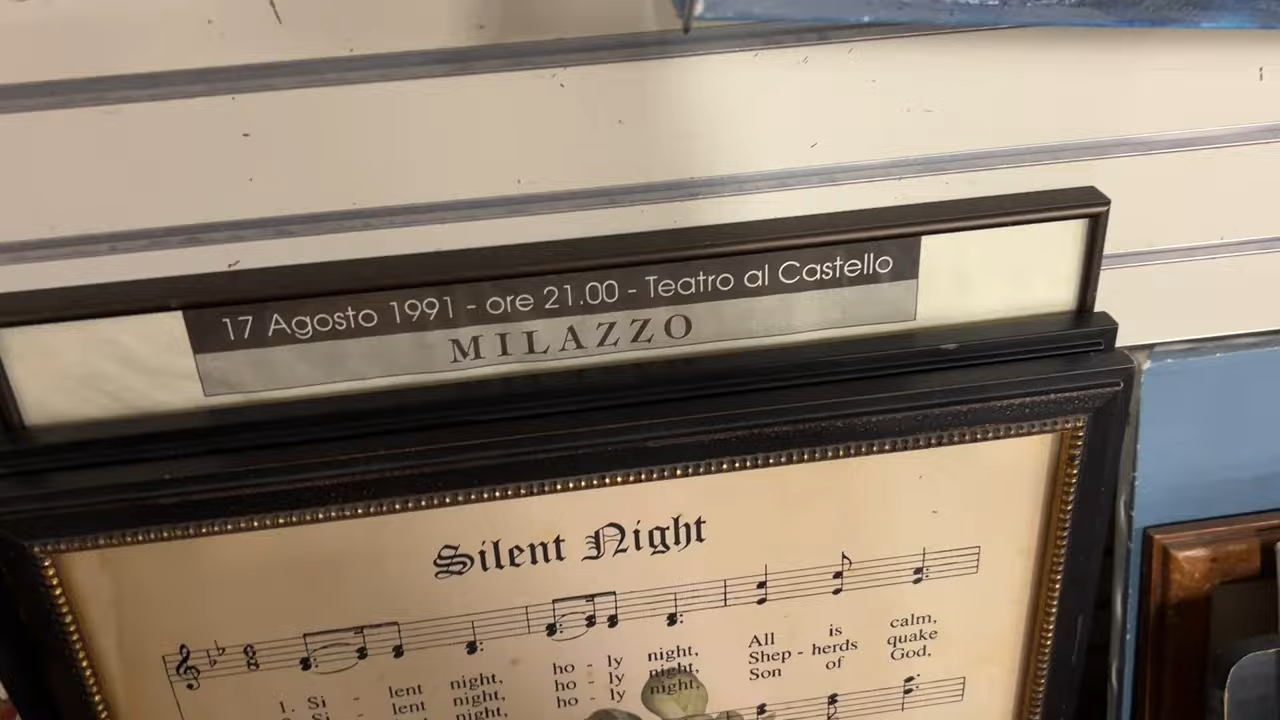 17 Agosto 1991 - ore 21.00 - Teatro al Castello
MILAZZO
Silent Night
1. Si - lent night, ho - ly night, All is calm,
Si - lent night, ho - ly night, Shep - herds quake
night, ho - ly night, Son of God,